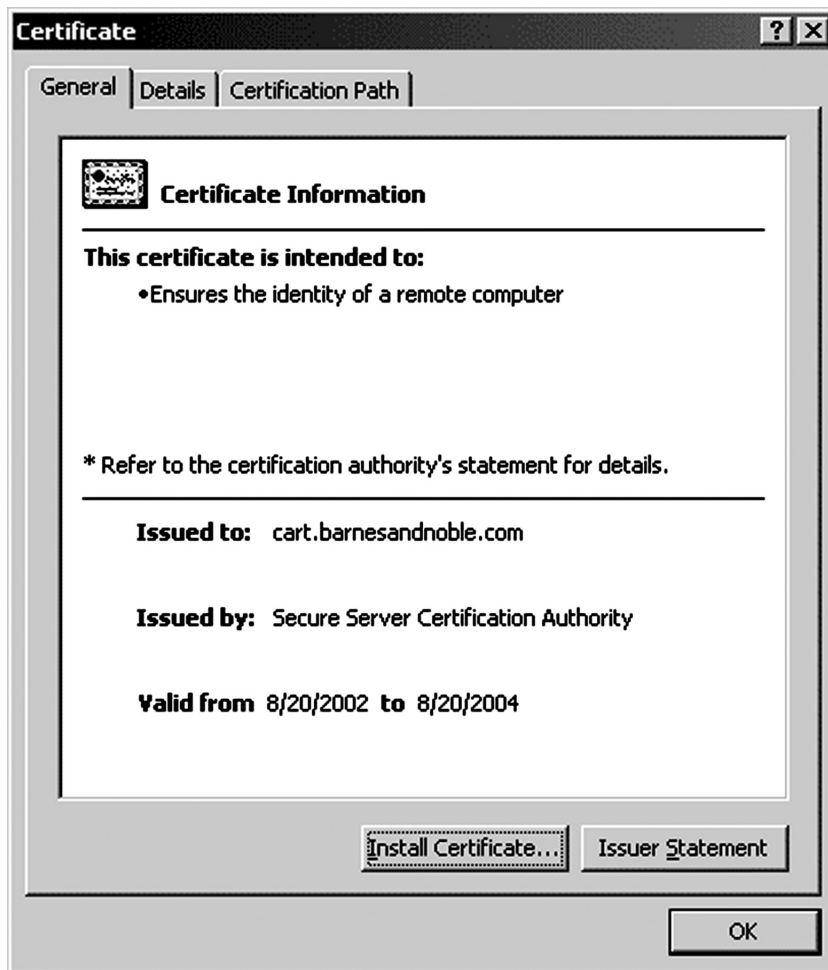 Certificate
General Details Certification Path
Certificate Information
This certificate is intended to:
•Ensures the identity of a remote computer
* Refer to the certification authority's statement for details.
Issued to: cart.barnesandnoble.com
Issued by: Secure Server Certification Authority
Valid from 8/20/2002 to 8/20/2004
Install Certificate... Issuer Statement
OK